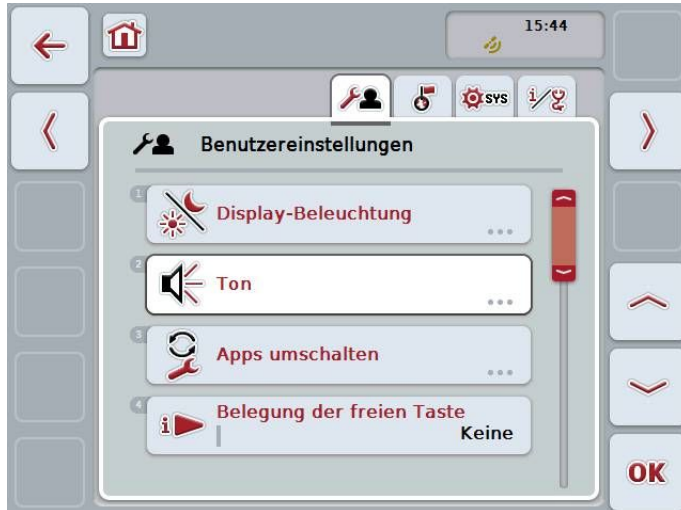 15:44
SYS
i
Benutzereinstellungen
1
Display-Beleuchtung
2
Ton
3
Apps umschalten
4
i
Belegung der freien Taste
Keine
OK